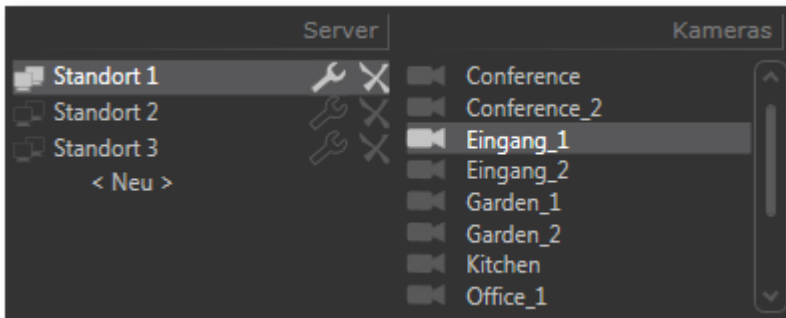 Server
Standort 1
Standort 2
Standort 3
< Neu >
Kameras
Conference
Conference_2
Eingang_1
Eingang_2
Garden_1
Garden_2
Kitchen
Office_1